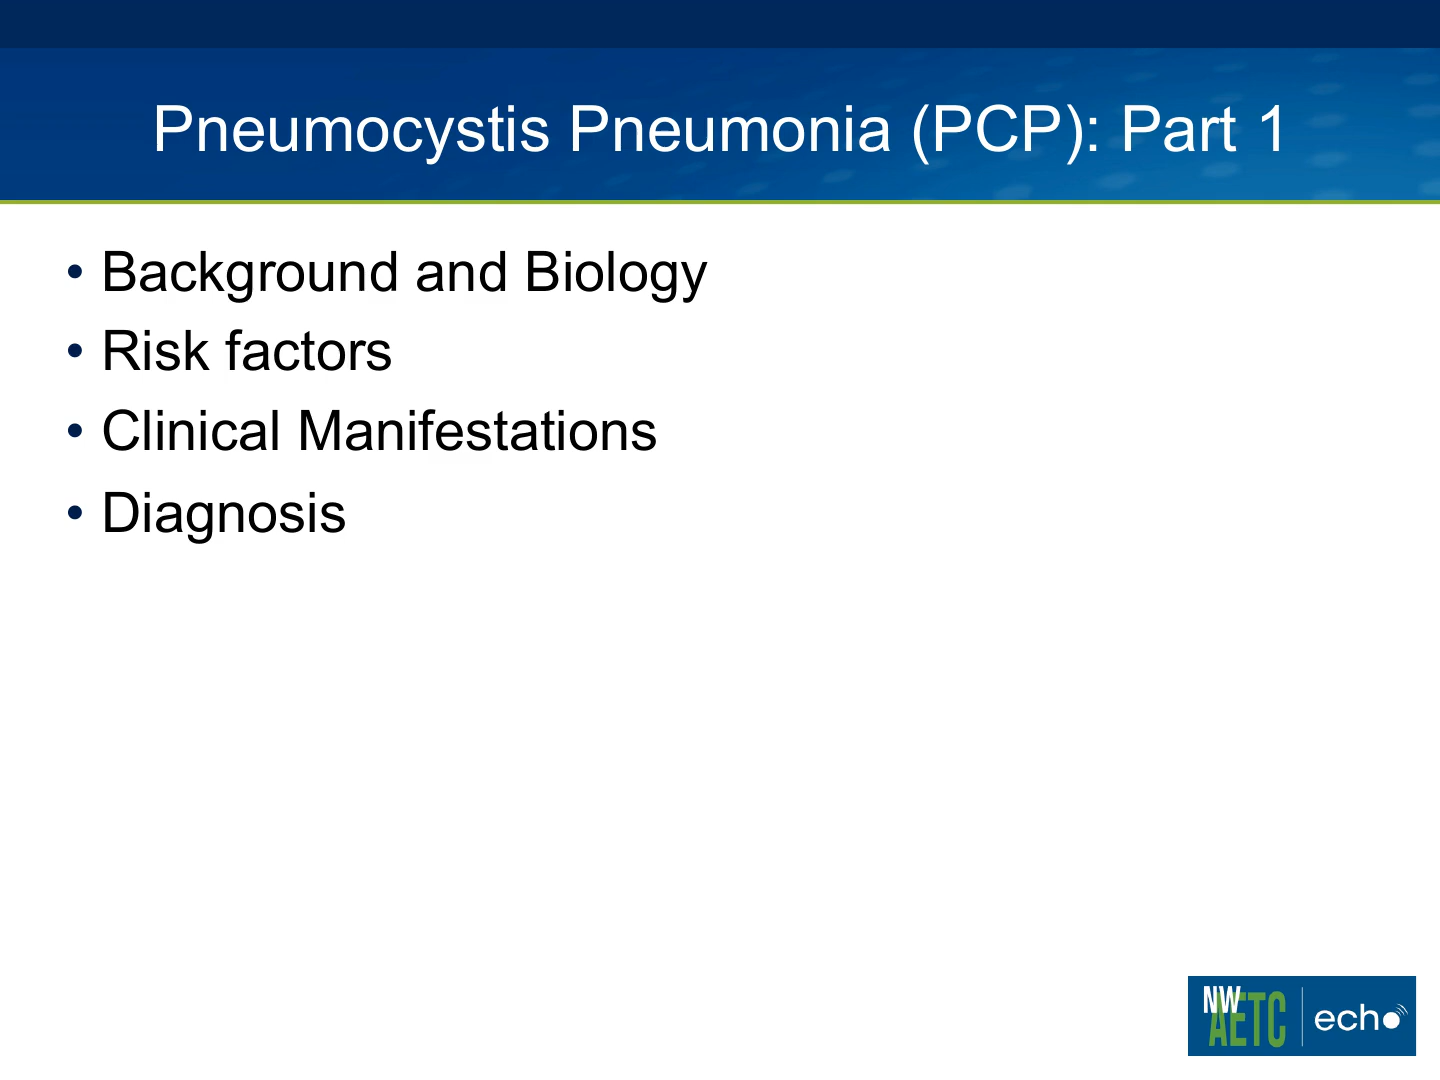 Pneumocystis Pneumonia (PCP): Part 1
• Background and Biology
• Risk factors
• Clinical Manifestations
• Diagnosis
NW
AETC
echo